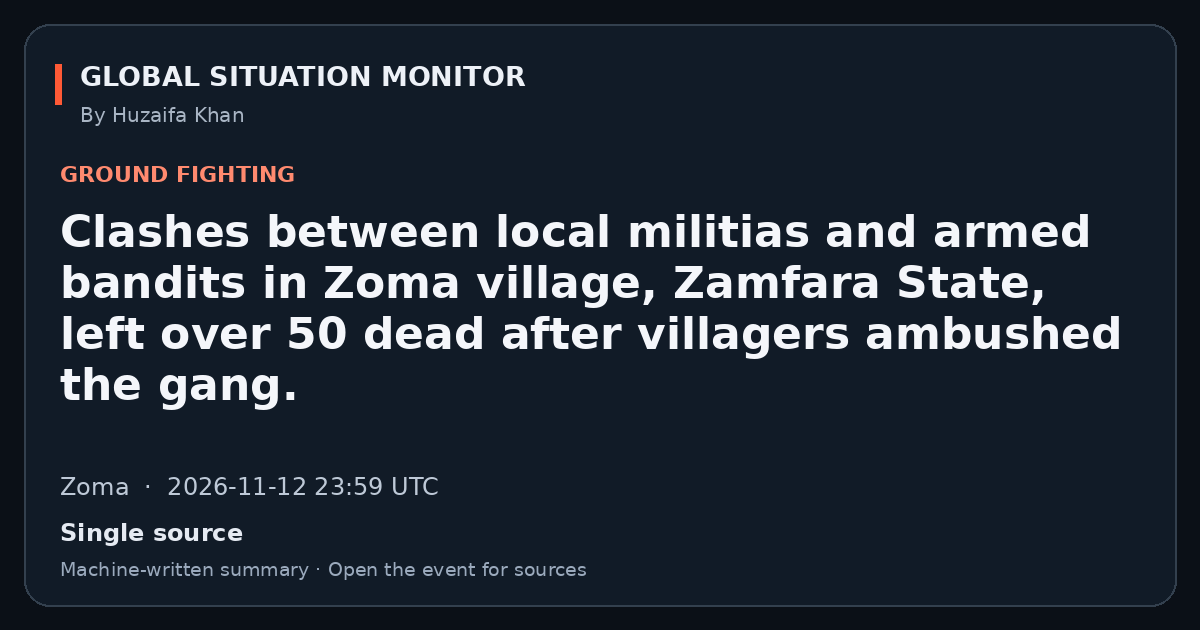 GLOBAL SITUATION MONITOR
By Huzaifa Khan
GROUND FIGHTING
Clashes between local militias and armed
bandits in Zoma village, Zamfara State,
left over 50 dead after villagers ambushed
the gang.
Zoma · 2026-11-12 23:59 UTC
Single source
Machine-written summary · Open the event for sources